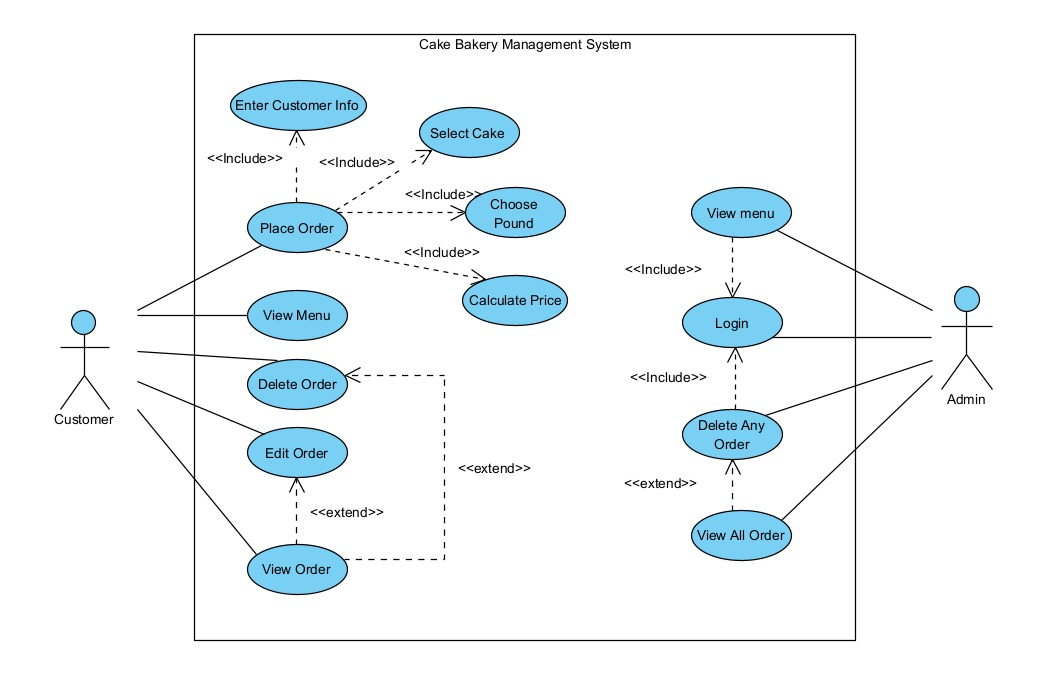 Cake Bakery Management System
Enter Customer Info
Select Cake
<<Include>>
<<Include>>
<<Include>>
Choose
Pound
View menu
Place Order
<<Include>>
<<Include>>
Calculate Price
View Menu
Login
<<Include>>
Delete Order
Customer
Admin
Delete Any
Order
Edit Order
<<extend>>
<<extend>>
<<extend>>
View All Order
View Order